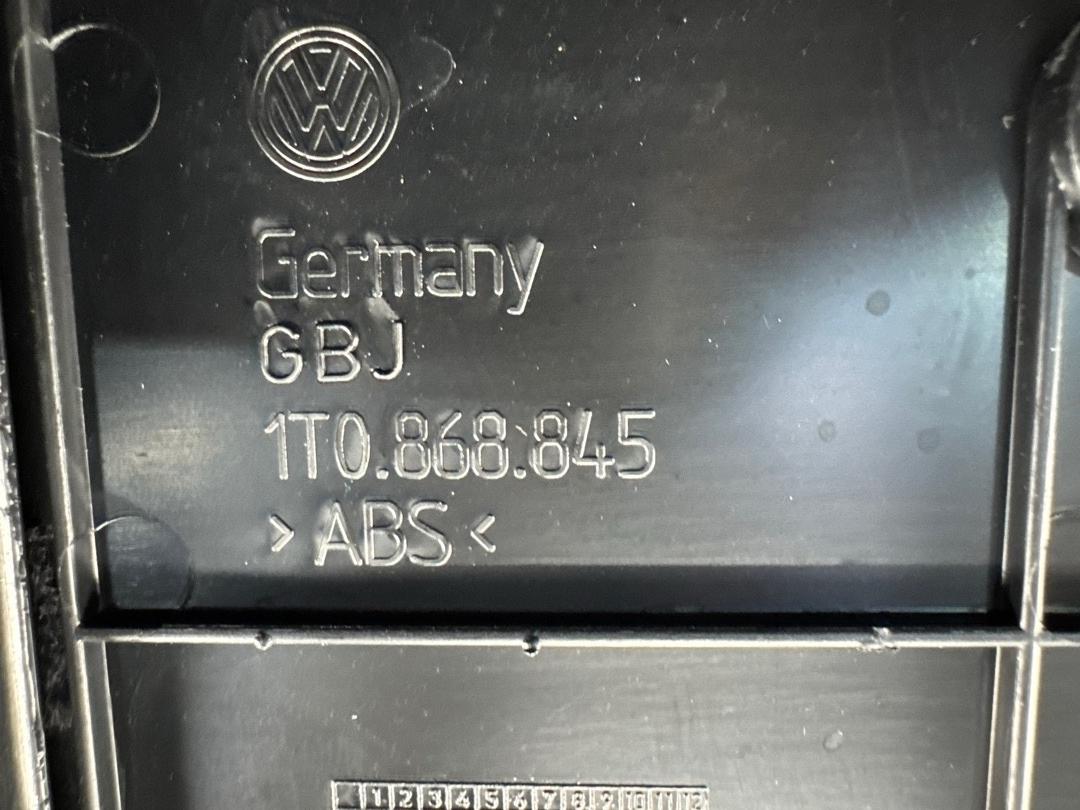 Germany
GBJ
1T0.868.845
>ABS<
1 2 3 4 5 6 7 8 9 10 11 12